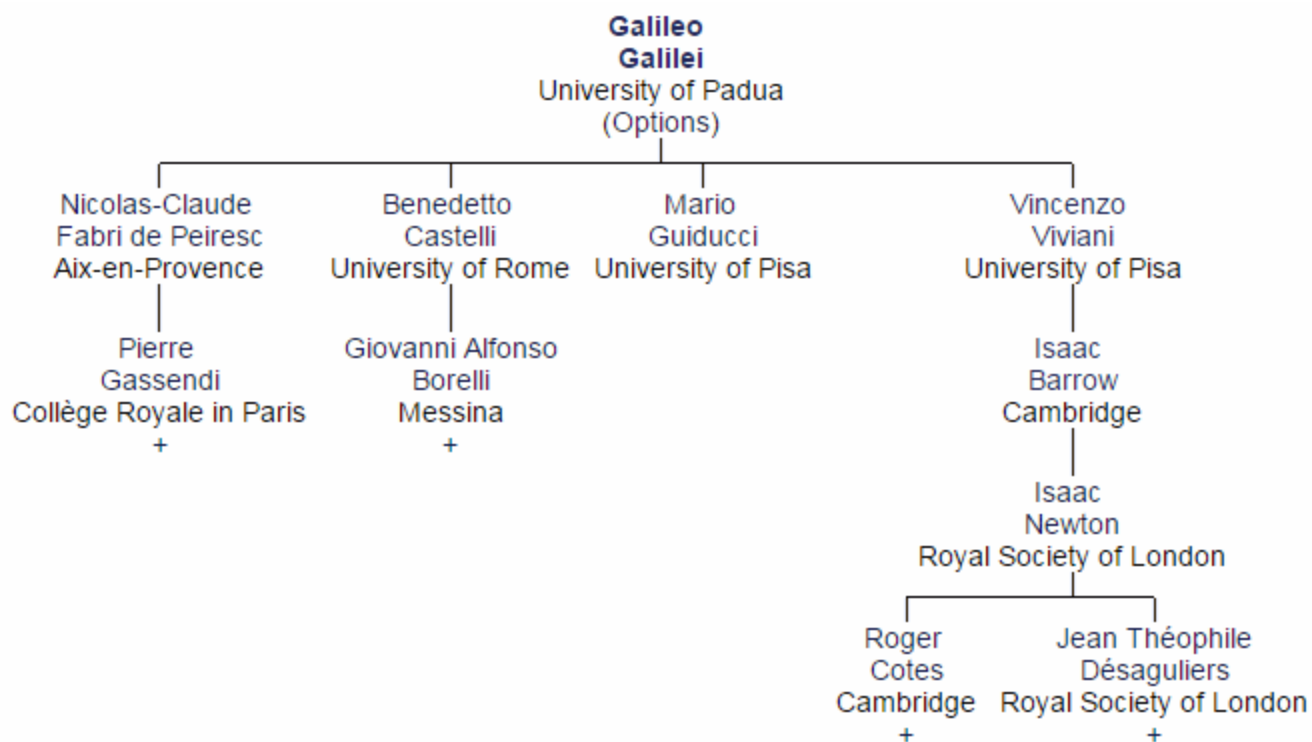 Galileo
Galilei
University of Padua
(Options)
Nicolas-Claude
Fabri de Peiresc
Aix-en-Provence
Benedetto
Castelli
University of Rome
Mario
Guiducci
University of Pisa
Vincenzo
Viviani
University of Pisa
Pierre
Gassendi
Collège Royale in Paris
+
Giovanni Alfonso
Borelli
Messina
+
Isaac
Barrow
Cambridge
Isaac
Newton
Royal Society of London
Roger
Cotes
Cambridge
+
Jean Théophile
Désaguliers
Royal Society of London
+